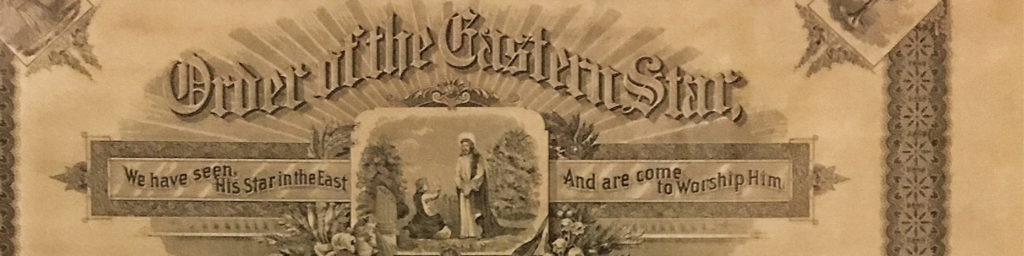 Order of the Eastern Star,
We have seen,
His Star in the East
And are come
to Worship Him,